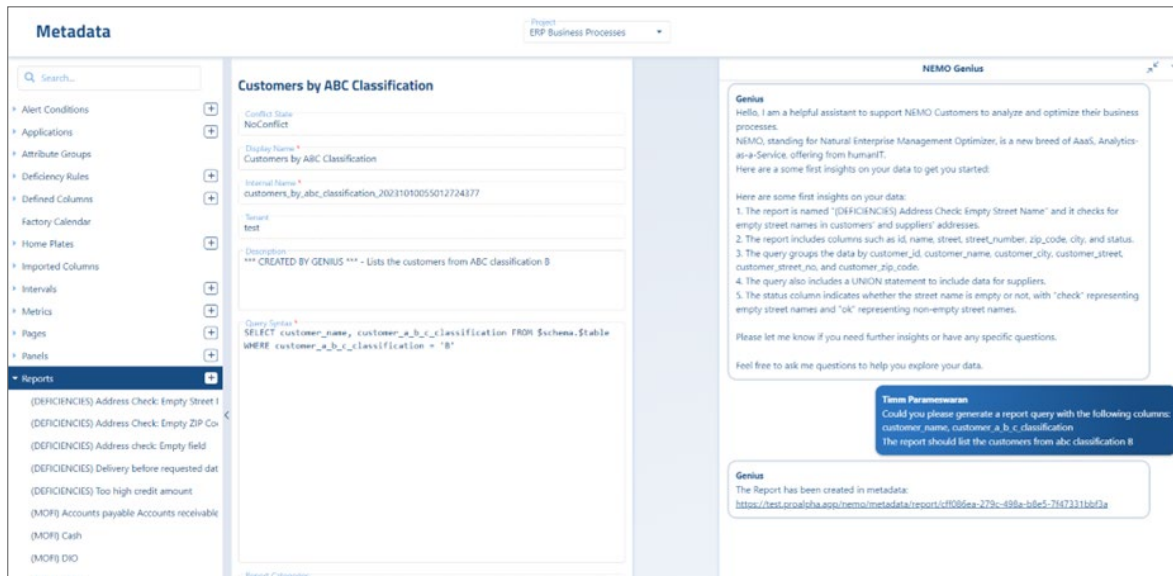 Metadata
Project
ERP Business Processes
Search...
Alert Conditions
Applications
Attribute Groups
Deficiency Rules
Defined Columns
Factory Calendar
Home Plates
Imported Columns
Intervals
Metrics
Pages
Panels
Reports
(DEFICIENCIES) Address Check: Empty Street
(DEFICIENCIES) Address Check: Empty ZIP Co
(DEFICIENCIES) Address check: Empty field
(DEFICIENCIES) Delivery before requested dat
(DEFICIENCIES) Too high credit amount
(MOFI) Accounts payable Accounts receivable
(MOFI) Cash
(MOFI) DIO
Customers by ABC Classification
Conflict State
NoConflict
Display Name *
Customers by ABC Classification
Internal Name *
customers_by_abc_classification_20231010055012724377
Tenant
test
Description
*** CREATED BY GENIUS *** - Lists the customers from ABC classification B
Query Syntax *
SELECT customer_name, customer_a_b_c_classification FROM $schema.$table
WHERE customer_a_b_c_classification = 'B'
Report Categories
NEMO Genius
Genius
Hello, I am a helpful assistant to support NEMO Customers to analyze and optimize their business
processes.
NEMO, standing for Natural Enterprise Management Optimizer, is a new breed of AaaS, Analytics-
as-a-Service, offering from humanIT.
Here are a some first insights on your data to get you started:
Here are some first insights on your data:
1. The report is named "(DEFICIENCIES) Address Check: Empty Street Name" and it checks for
empty street names in customers' and suppliers' addresses.
2. The report includes columns such as id, name, street, street_number, zip_code, city, and status.
3. The query groups the data by customer_id, customer_name, customer_city, customer_street,
customer_street_no, and customer_zip_code.
4. The query also includes a UNION statement to include data for suppliers.
5. The status column indicates whether the street name is empty or not, with "check" representing
empty street names and "ok" representing non-empty street names.
Please let me know if you need further insights or have any specific questions.
Feel free to ask me questions to help you explore your data.
Timm Parameswaran
Could you please generate a report query with the following columns:
customer_name, customer_a_b_c_classification
The report should list the customers from abc classification B
Genius
The Report has been created in metadata:
https://test.proalpha.app/nemo/metadata/report/cff086ea-279c-498a-b8e5-7f47331bbf3a